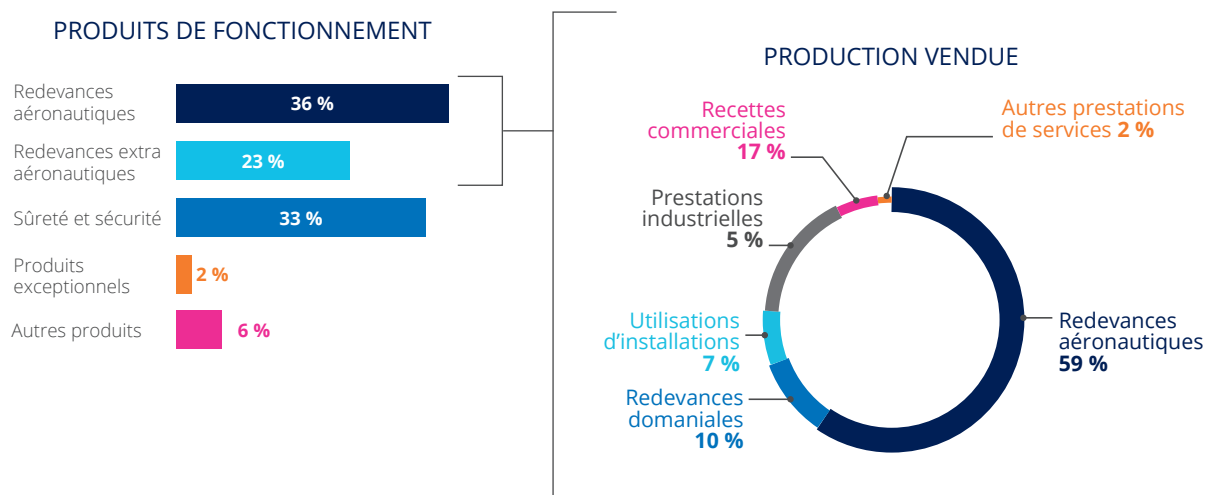 PRODUITS DE FONCTIONNEMENT
Redevances
aéronautiques
36 %
Redevances extra
aéronautiques
23 %
Sûreté et sécurité
33 %
Produits
exceptionnels
2 %
Autres produits
6 %
PRODUCTION VENDUE
Recettes
commerciales
17 %
Autres prestations
de services 2 %
Prestations
industrielles
5 %
Utilisations
d'installations
7 %
Redevances
domaniales
10 %
Redevances
aéronautiques
59 %